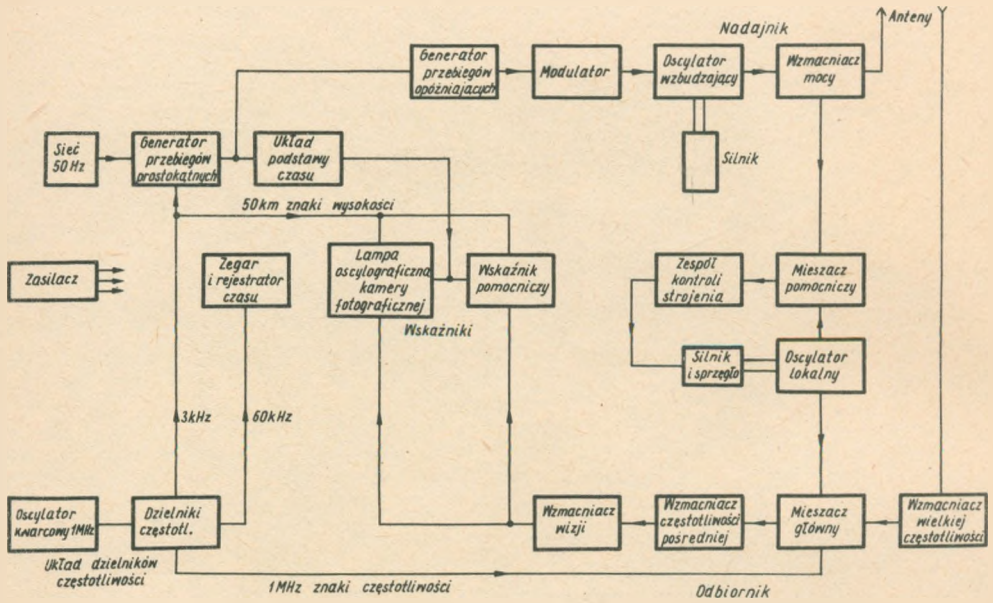 Nadajnik
Anteny
Generator
przebiegów
opóźniających
Modulator
Oscylator
wzbudzający
Wzmacniacz
mocy
Sieć
50 Hz
Generator
przebiegów
prostokątnych
Układ
podstawy
czasu
Silnik
50km znaki wysokości
Zasilacz
Zegar
i rejestrator
czasu
Lampa
oscylograficzna
kamery
fotograficznej
Wskaźnik
pomocniczy
Zespół
kontroli
strojenia
Mieszacz
pomocniczy
Wskaźniki
Silnik
i sprzęgło
Oscylator
lokalny
3kHz
60kHz
Oscylator
kwarcowy 1MHz
Dzielniki
częstotl.
Wzmacniacz
wizji
Wzmacniacz
częstotliwości
pośredniej
Mieszacz
główny
Wzmacniacz
wielkiej
częstotliwości
Układ dzielników
częstotliwości
1MHz znaki częstotliwości
Odbiornik